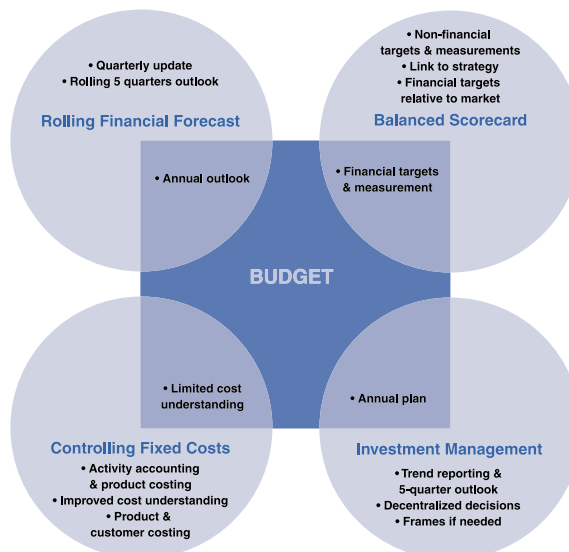 • Quarterly update
• Rolling 5 quarters outlook
Rolling Financial Forecast
• Annual outlook
• Non-financial
targets & measurements
• Link to strategy
• Financial targets
relative to market
Balanced Scorecard
• Financial targets
& measurement
BUDGET
• Limited cost
understanding
Controlling Fixed Costs
• Activity accounting
& product costing
• Improved cost understanding
• Product &
customer costing
• Annual plan
Investment Management
• Trend reporting &
5-quarter outlook
• Decentralized decisions
• Frames if needed